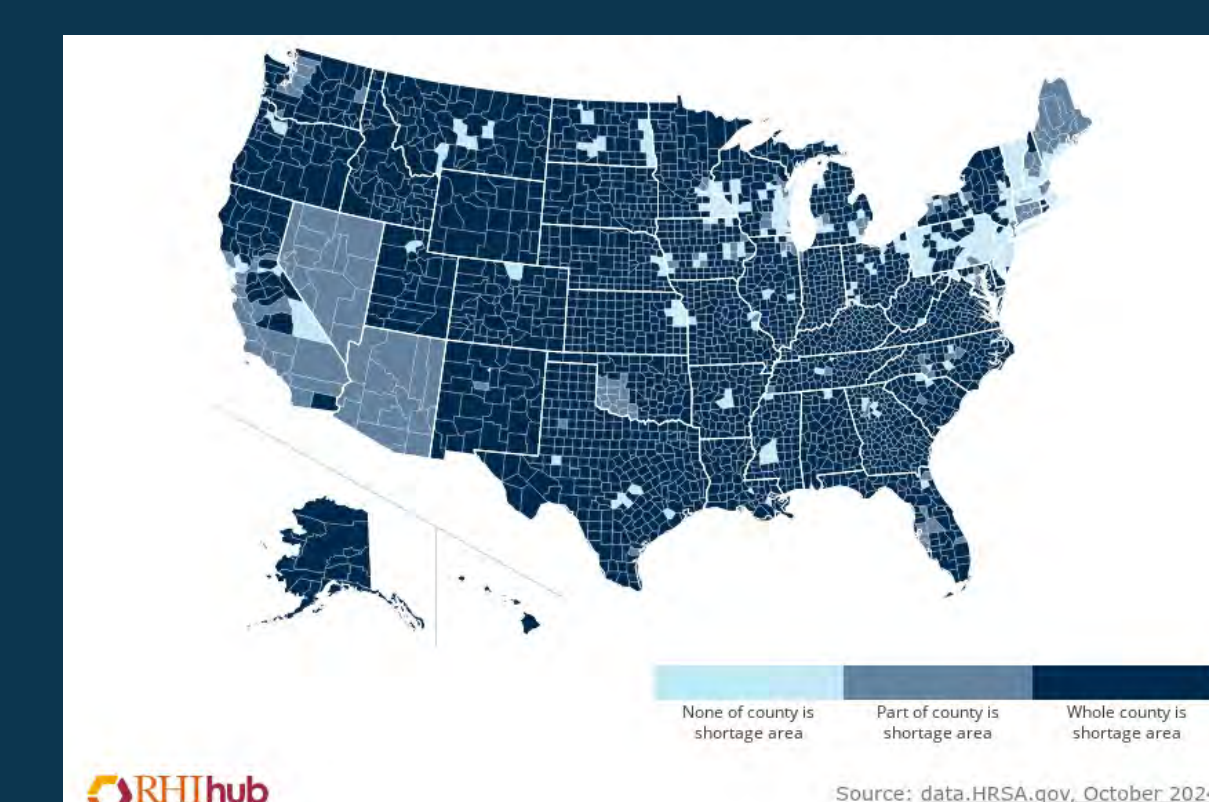 None of county is
shortage area
Part of county is
shortage area
Whole county is
shortage area
RHIhub
Source: data.HRSA.gov, October 2024